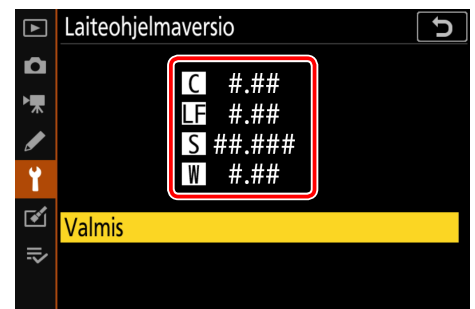 Laiteohjelmaversio
C #.##
LF #.##
S ##.###
W #.##
Valmis